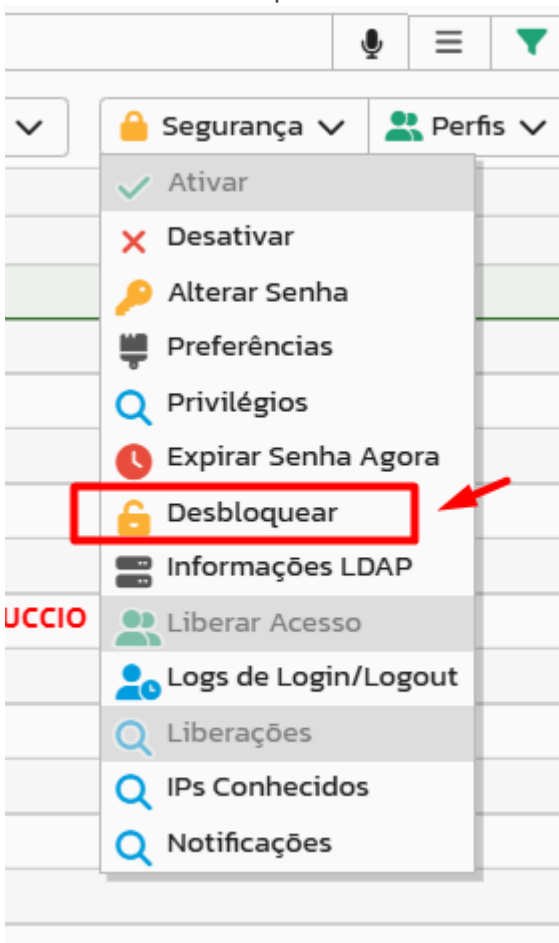 Segurança
Perfis
Ativar
Desativar
Alterar Senha
Preferências
Privilégios
Expirar Senha Agora
Desbloquear
Informações LDAP
UCCIO
Liberar Acesso
Logs de Login/Logout
Liberações
IPs Conhecidos
Notificações